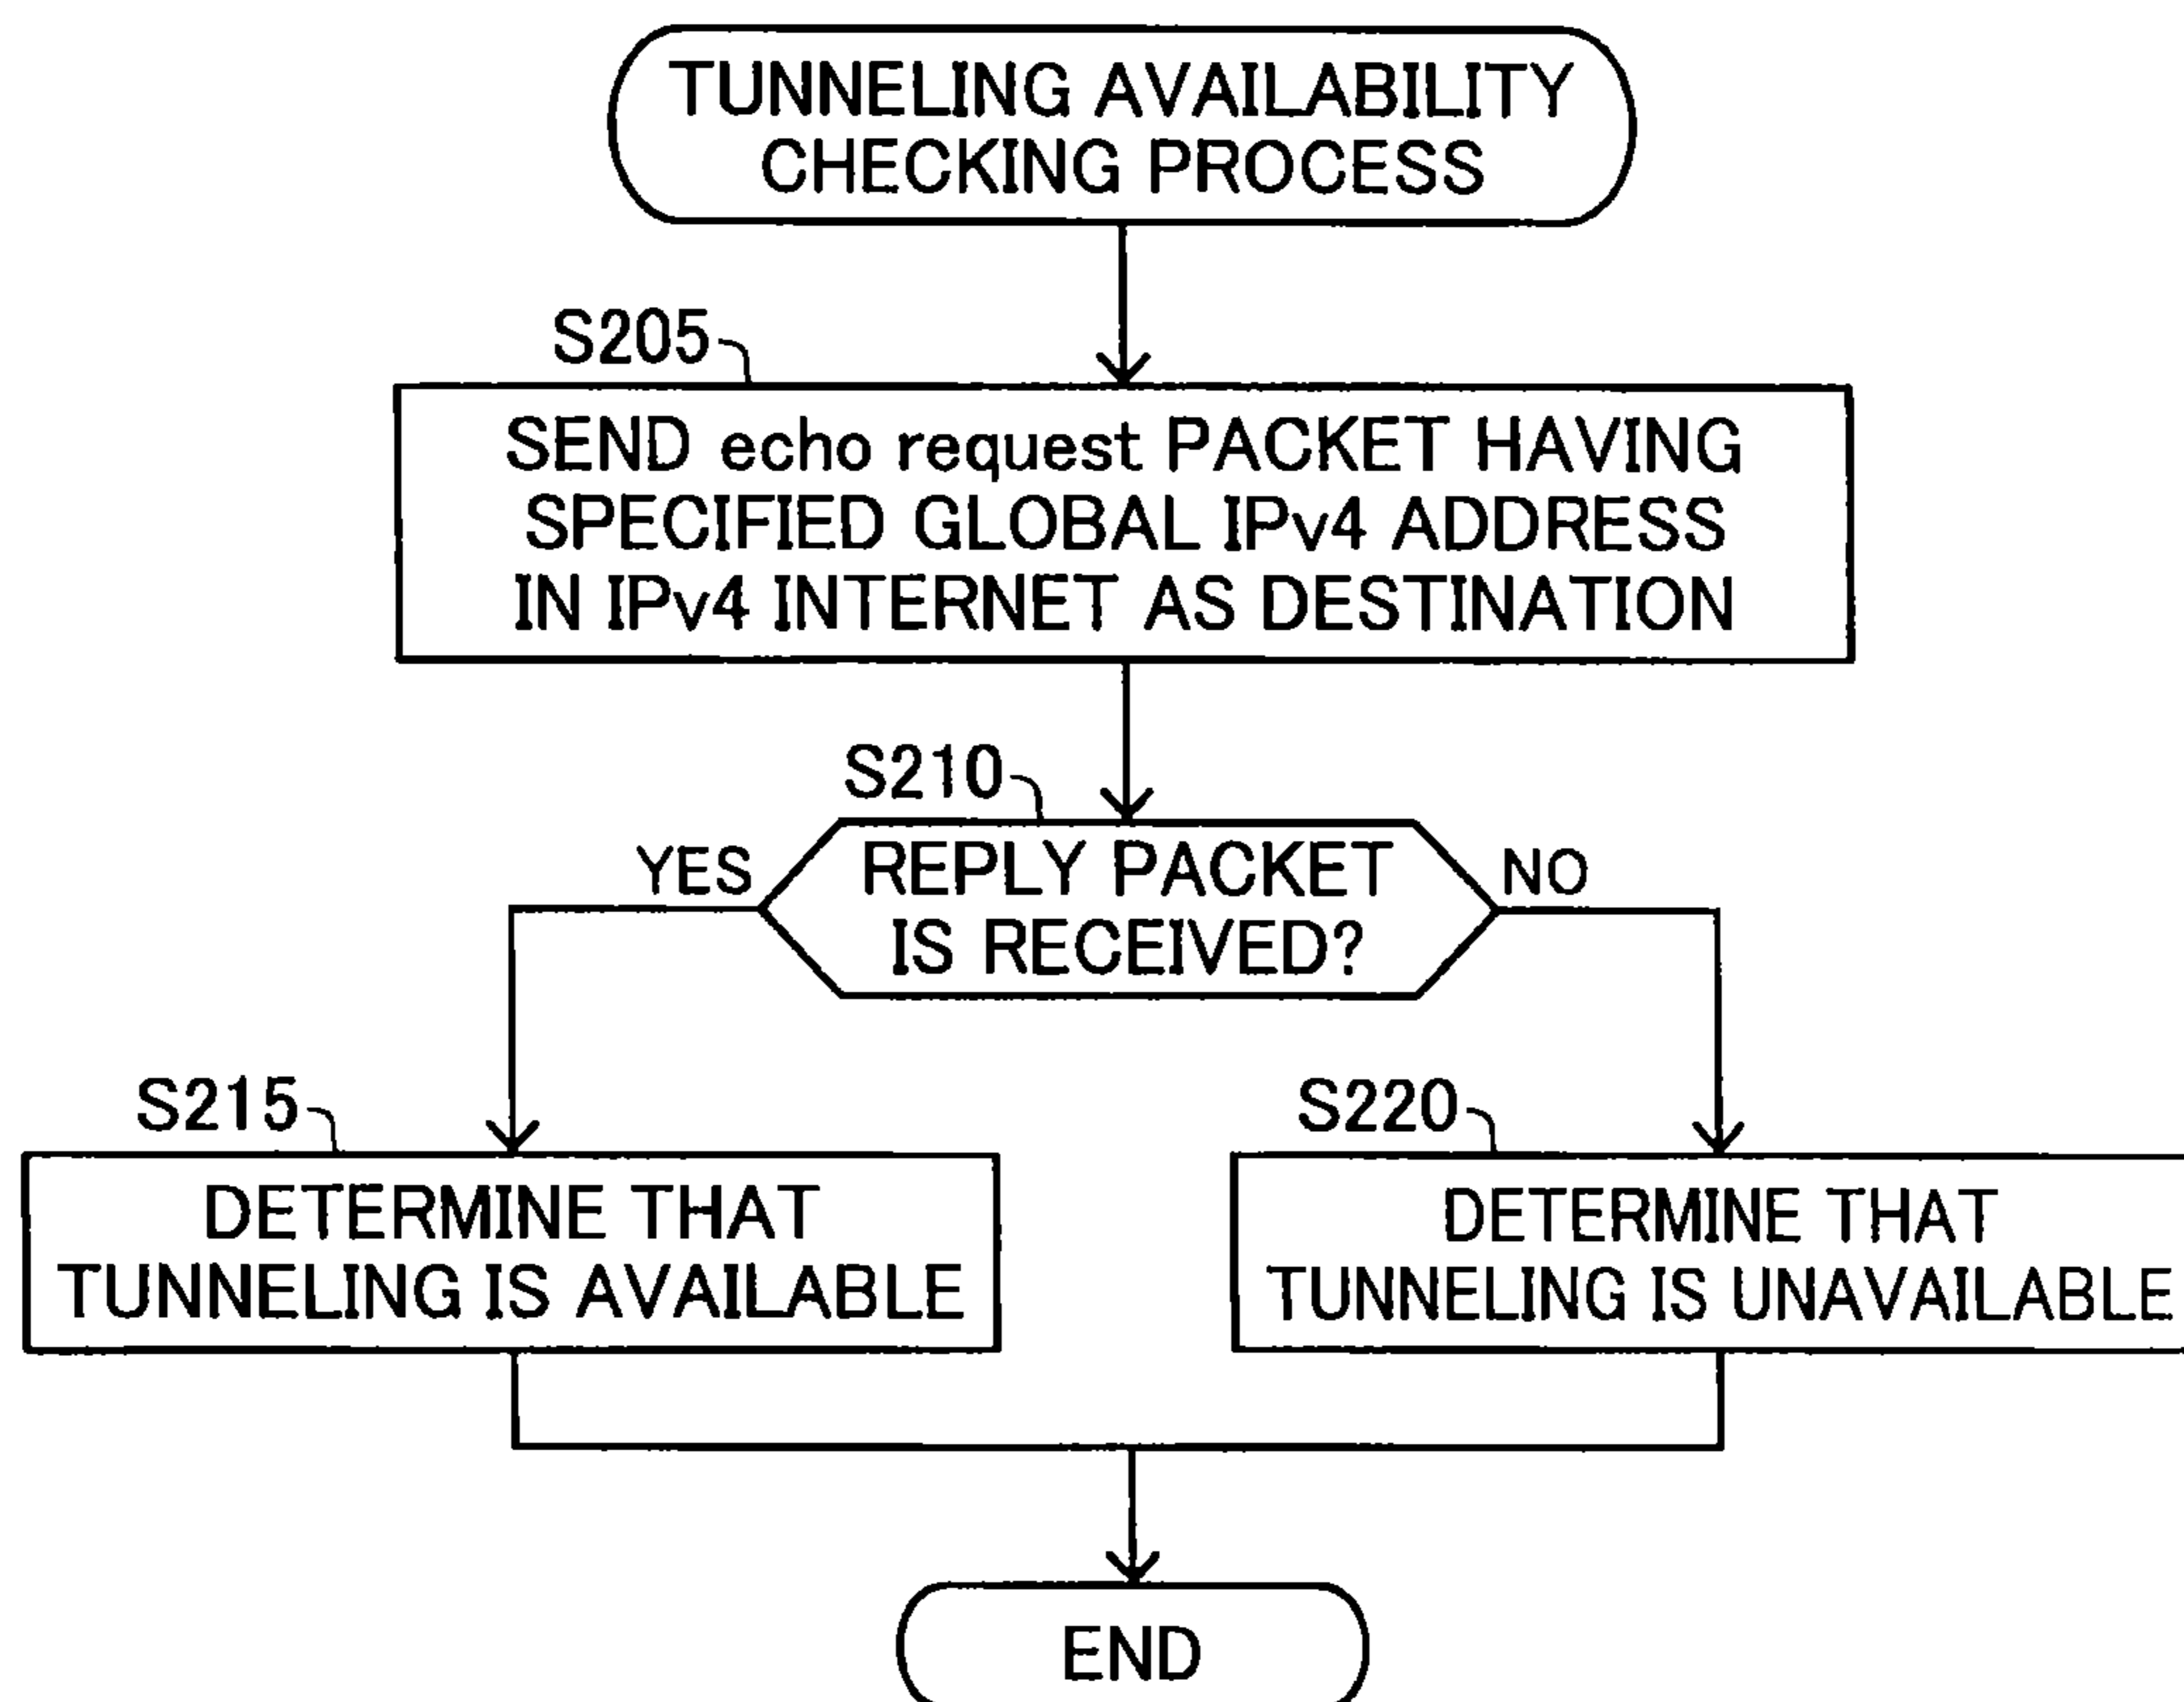 TUNNELING AVAILABILITY
CHECKING PROCESS
S205
SEND echo request PACKET HAVING
SPECIFIED GLOBAL IPv4 ADDRESS
IN IPv4 INTERNET AS DESTINATION
S210
YES
REPLY PACKET
IS RECEIVED?
NO
S215
DETERMINE THAT
TUNNELING IS AVAILABLE
S220
DETERMINE THAT
TUNNELING IS UNAVAILABLE
END